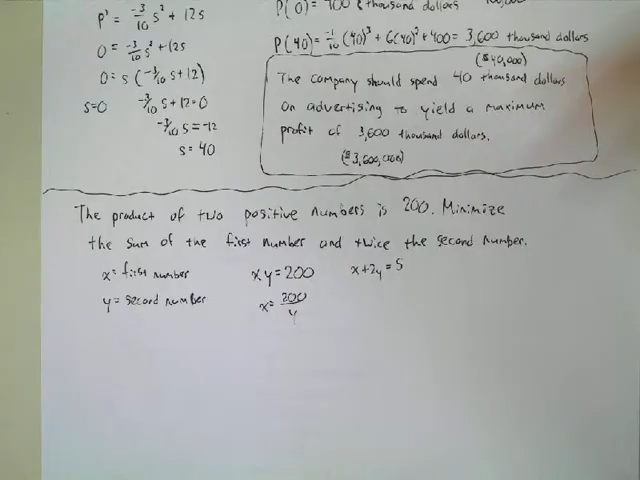 P' = -3/10 s² + 12s
0 = -3/10 s² + 12s
0 = s(-3/10 s + 12)
s=0 -3/10 s + 12 = 0
-3/10 s = -12
s = 40
P(0) = 400 thousand dollars
P(40) = -1/10 (40)³ + 6(40)² + 400 = 3,600 thousand dollars
($40,000)
The company should spend 40 thousand dollars
on advertising to yield a maximum
profit of 3,600 thousand dollars.
($3,600,000)
The product of two positive numbers is 200. Minimize
the sum of the first number and twice the second number.
x = first number xy = 200 x + 2y = S
y = second number x = 200/y